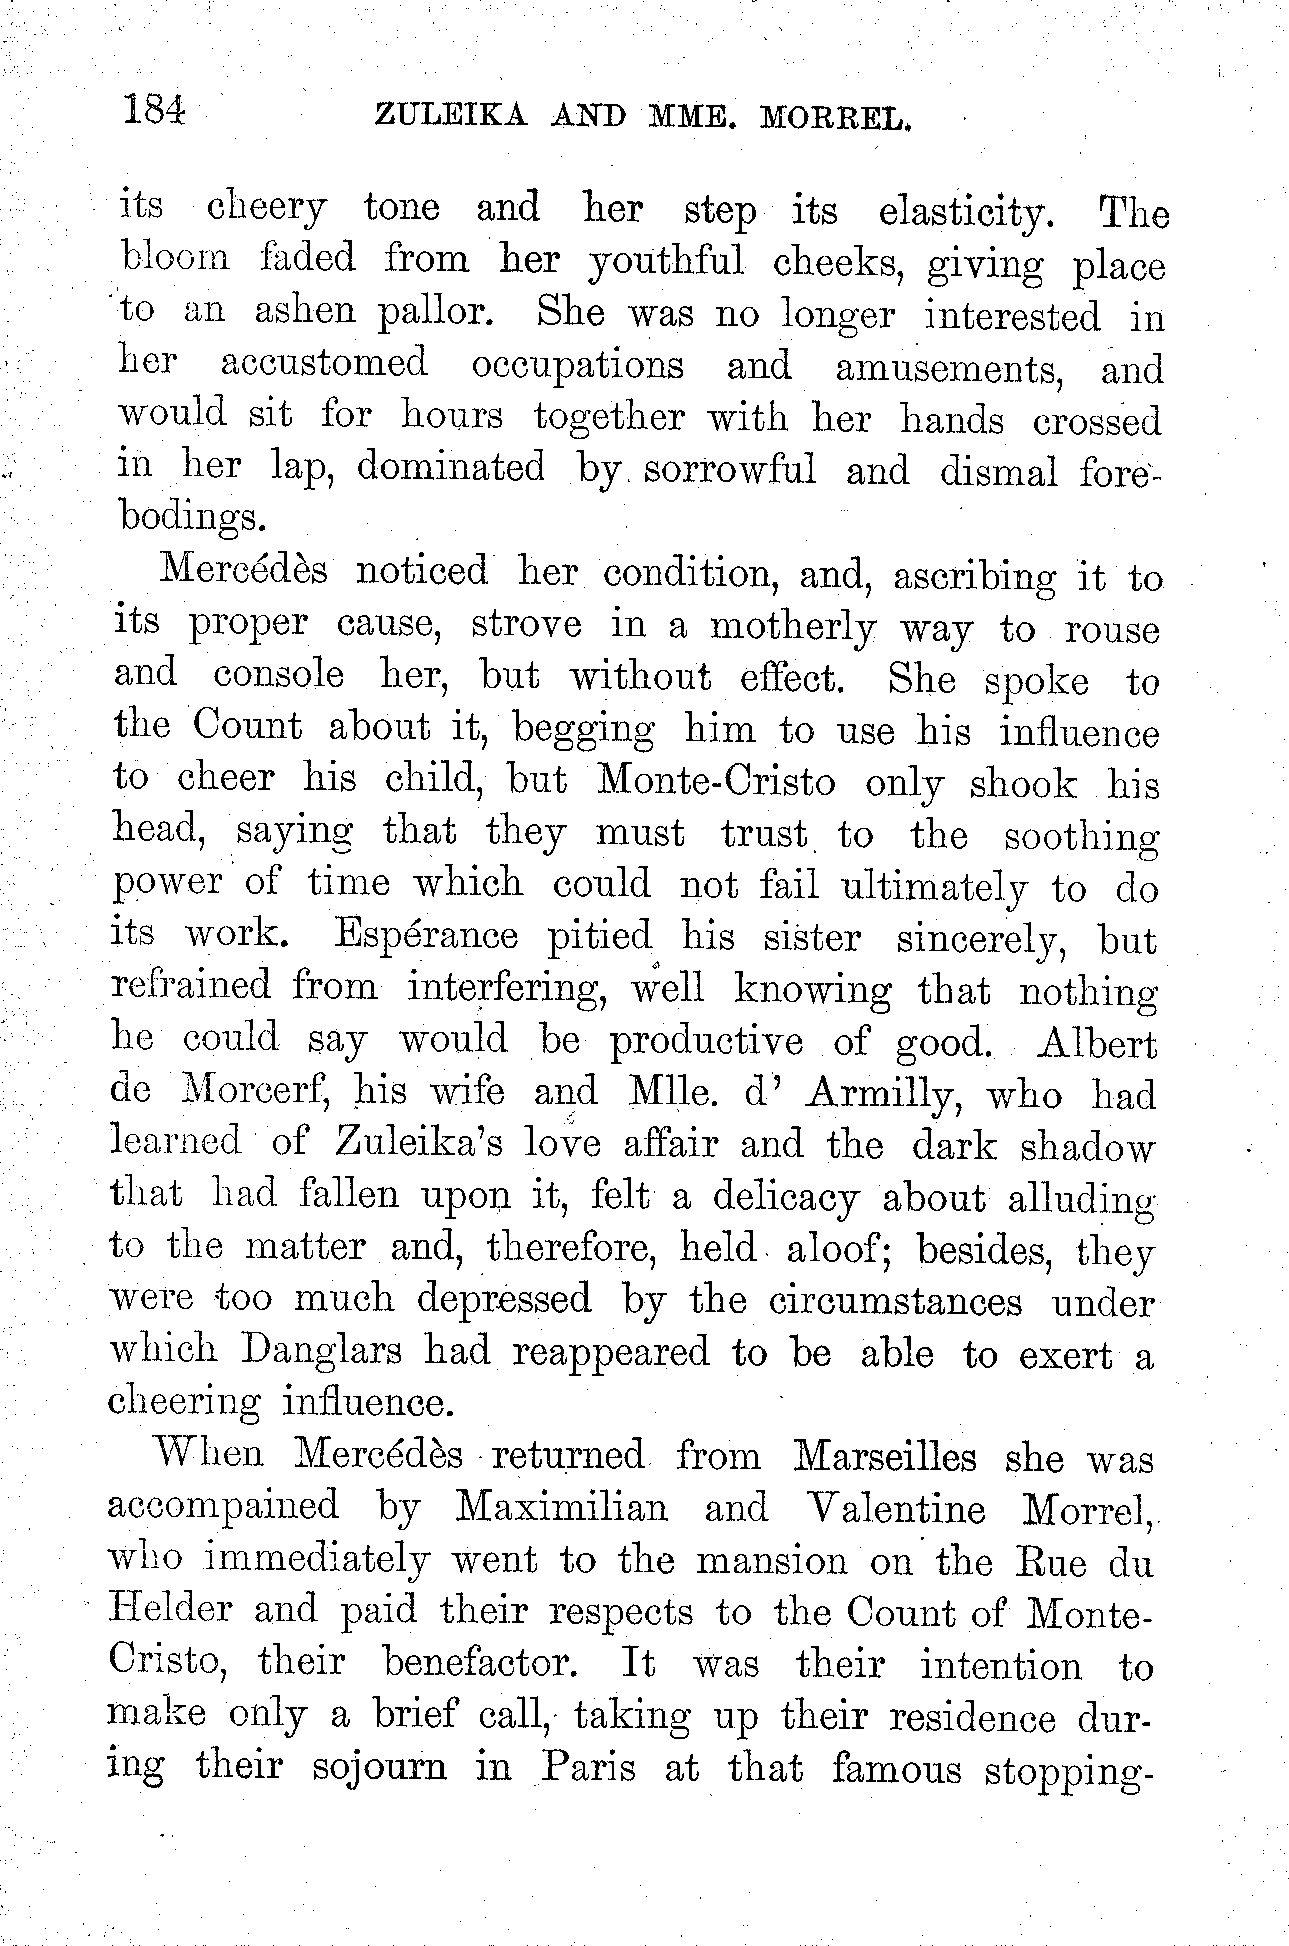 184 ZULEIKA AND MME. MORREL.
its cheery tone and her step its elasticity. The
bloom faded from her youthful cheeks, giving place
to an ashen pallor. She was no longer interested in
her accustomed occupations and amusements, and
would sit for hours together with her hands crossed
in her lap, dominated by sorrowful and dismal fore-
bodings.
Mercédès noticed her condition, and, ascribing it to
its proper cause, strove in a motherly way to rouse
and console her, but without effect. She spoke to
the Count about it, begging him to use his influence
to cheer his child, but Monte-Cristo only shook his
head, saying that they must trust to the soothing
power of time which could not fail ultimately to do
its work. Espérance pitied his sister sincerely, but
refrained from interfering, well knowing that nothing
he could say would be productive of good. Albert
de Morcerf, his wife and Mlle. d' Armilly, who had
learned of Zuleika's love affair and the dark shadow
that had fallen upon it, felt a delicacy about alluding
to the matter and, therefore, held aloof; besides, they
were too much depressed by the circumstances under
which Danglars had reappeared to be able to exert a
cheering influence.
When Mercédès returned from Marseilles she was
accompained by Maximilian and Valentine Morrel,
who immediately went to the mansion on the Rue du
Helder and paid their respects to the Count of Monte-
Cristo, their benefactor. It was their intention to
make only a brief call, taking up their residence dur-
ing their sojourn in Paris at that famous stopping-